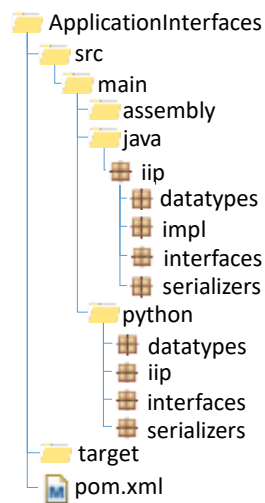 ApplicationInterfaces
src
main
assembly
java
iip
datatypes
impl
interfaces
serializers
python
datatypes
iip
interfaces
serializers
target
M pom.xml